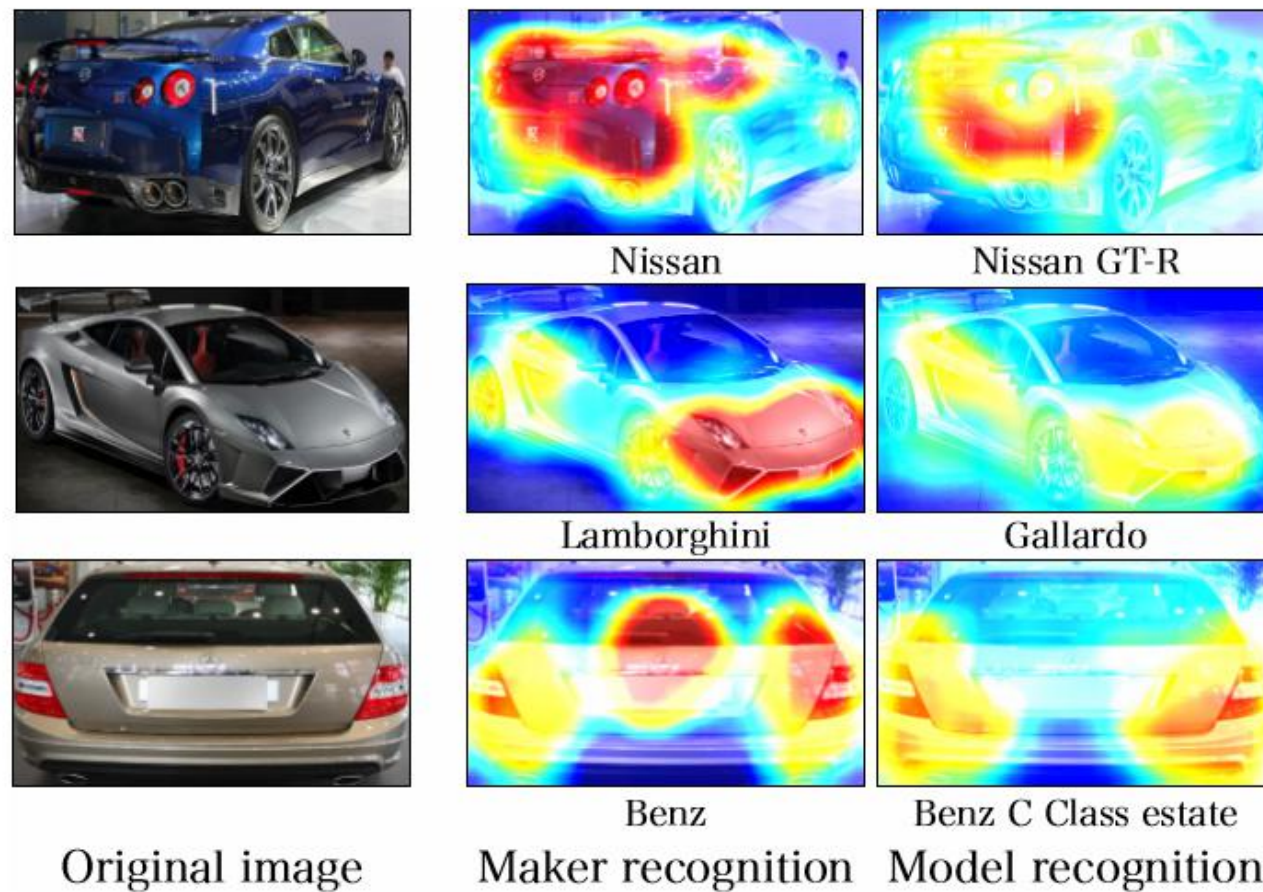 Nissan
Nissan GT-R
Lamborghini
Gallardo
Benz
Benz C Class estate
Original image
Maker recognition
Model recognition